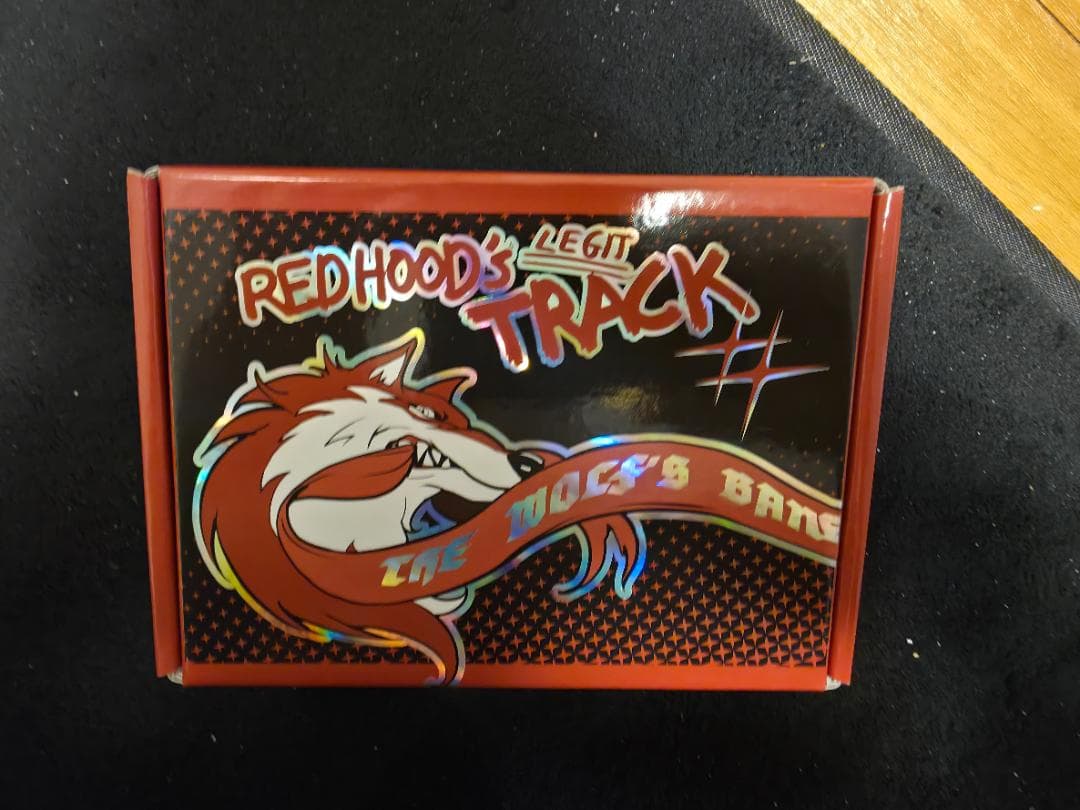 REDHOOD'S LEGIT
TRACK
THE WOLF'S BANE